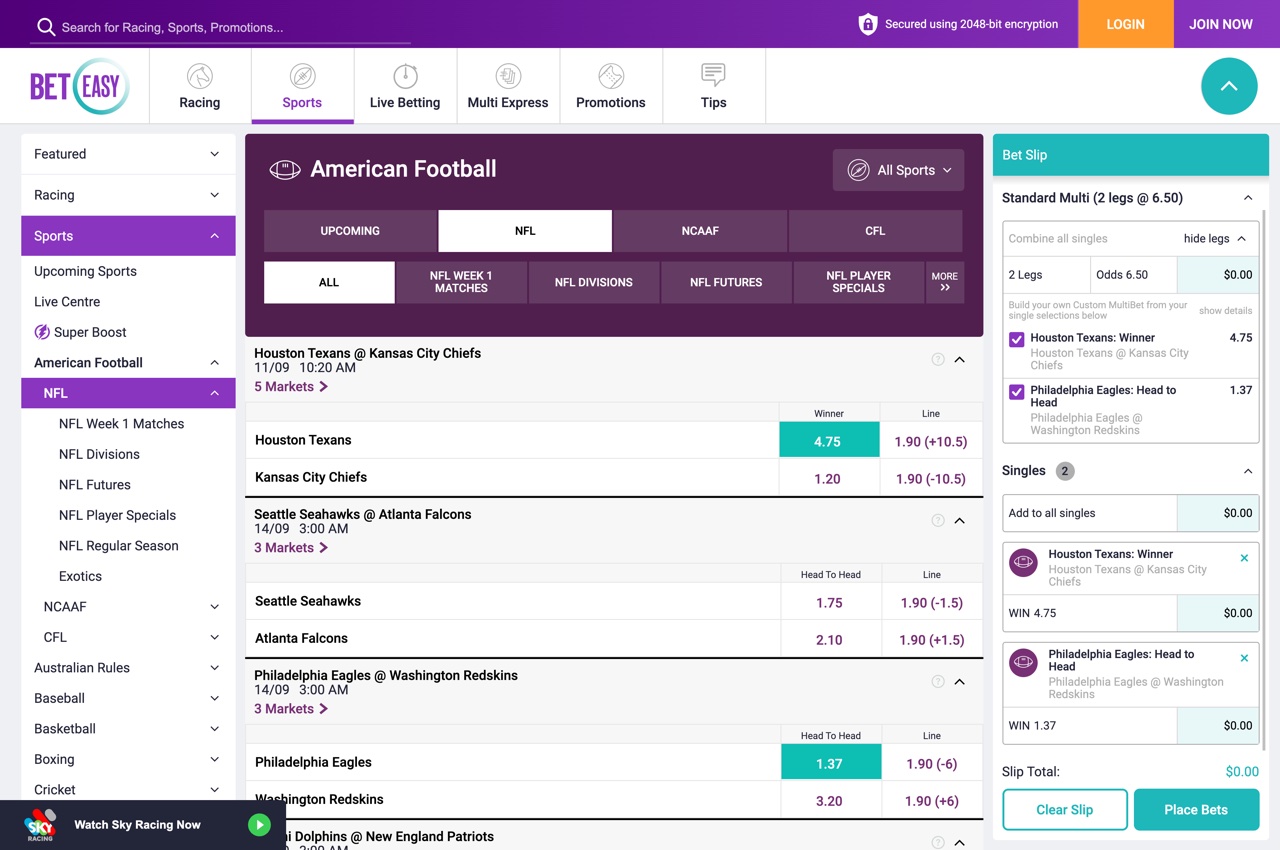 Search for Racing, Sports, Promotions...
Secured using 2048-bit encryption
LOGIN
JOIN NOW
BET EASY
Racing
Sports
Live Betting
Multi Express
Promotions
Tips
Featured
Racing
Sports
Upcoming Sports
Live Centre
Super Boost
American Football
NFL
NFL Week 1 Matches
NFL Divisions
NFL Futures
NFL Player Specials
NFL Regular Season
Exotics
NCAAF
CFL
Australian Rules
Baseball
Basketball
Boxing
Cricket
SKY
RACING
Watch Sky Racing Now
American Football
All Sports
UPCOMING
NFL
NCAAF
CFL
ALL
NFL WEEK 1
MATCHES
NFL DIVISIONS
NFL FUTURES
NFL PLAYER
SPECIALS
MORE
Houston Texans @ Kansas City Chiefs
11/09 10:20 AM
5 Markets
Winner
Line
Houston Texans
4.75
1.90 (+10.5)
Kansas City Chiefs
1.20
1.90 (-10.5)
Seattle Seahawks @ Atlanta Falcons
14/09 3:00 AM
3 Markets
Head To Head
Line
Seattle Seahawks
1.75
1.90 (-1.5)
Atlanta Falcons
2.10
1.90 (+1.5)
Philadelphia Eagles @ Washington Redskins
14/09 3:00 AM
3 Markets
Head To Head
Line
Philadelphia Eagles
1.37
1.90 (-6)
Washington Redskins
3.20
1.90 (+6)
Dolphins @ New England Patriots
Bet Slip
Standard Multi (2 legs @ 6.50)
Combine all singles
hide legs
2 Legs
Odds 6.50
$0.00
Build your own Custom MultiBet from your
single selections below
show details
Houston Texans: Winner
4.75
Houston Texans @ Kansas City
Chiefs
Philadelphia Eagles: Head to
Head
1.37
Philadelphia Eagles @
Washington Redskins
Singles 2
Add to all singles
$0.00
Houston Texans: Winner
Houston Texans @ Kansas City
Chiefs
WIN 4.75
$0.00
Philadelphia Eagles: Head to
Head
Philadelphia Eagles @ Washington
Redskins
WIN 1.37
$0.00
Slip Total:
$0.00
Clear Slip
Place Bets